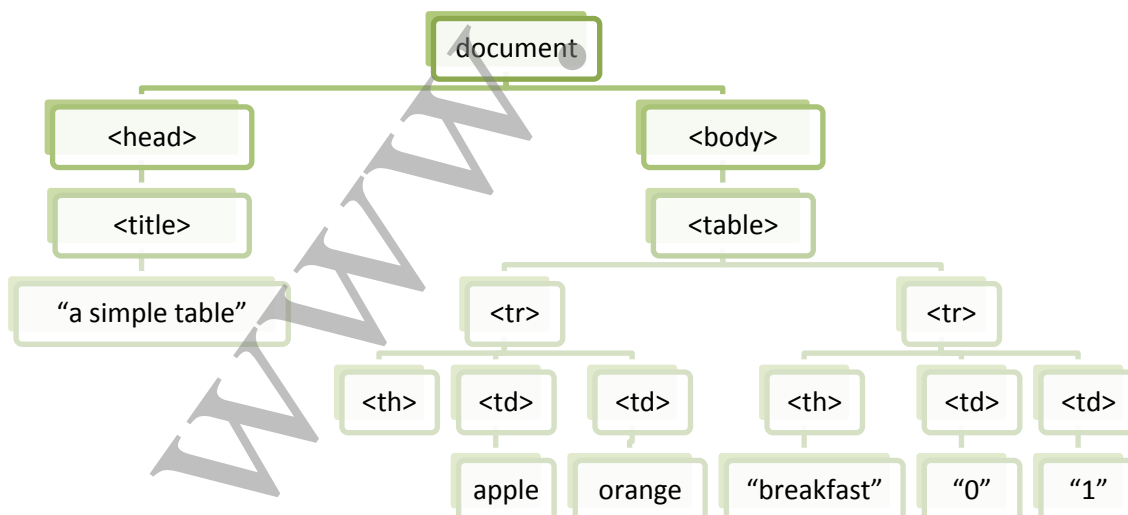 document
<head> <body>
<title> <table>
“a simple table” <tr> <tr>
<th> <td> <td> <th> <td> <td>
apple orange “breakfast” “0” “1”
www.